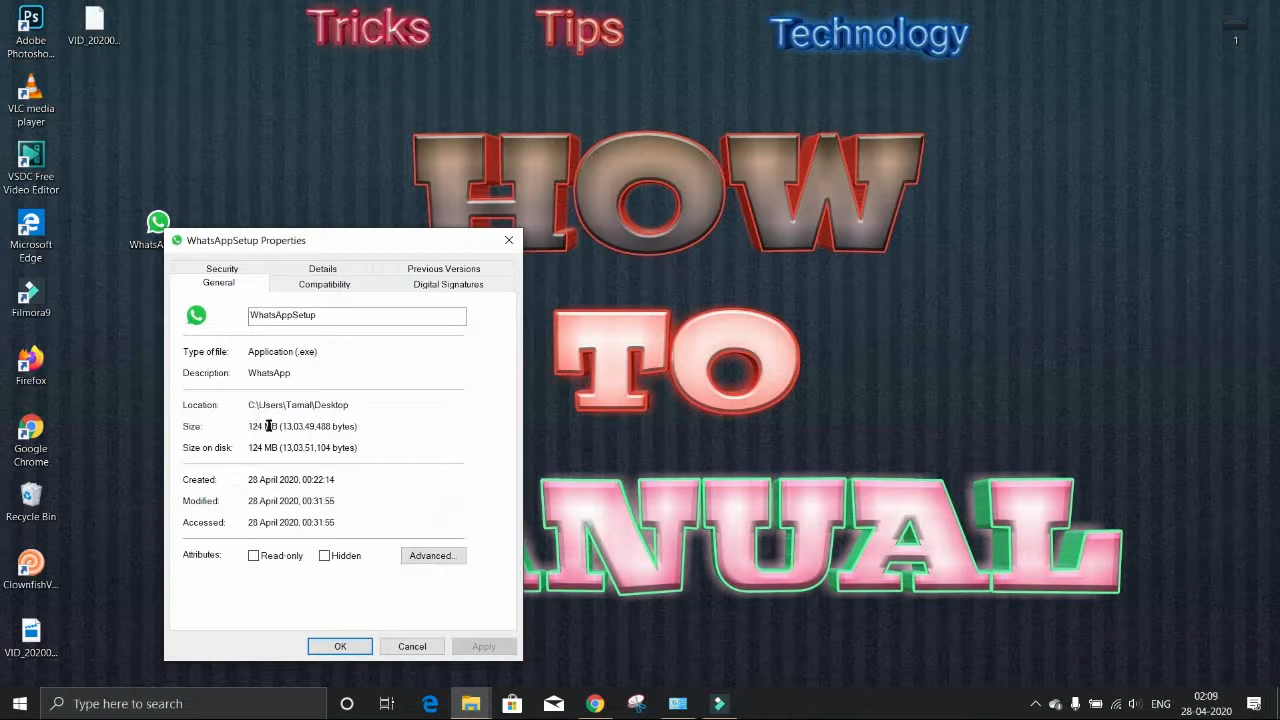 Tricks Tips Technology
Adobe
Photosho...
VID_20200...
1
VLC media
player
HOW
VSDC Free
Video Editor
Microsoft
Edge
WhatsA
WhatsAppSetup Properties
Security Details Previous Versions
General Compatibility Digital Signatures
Filmora9
WhatsAppSetup
TO
Type of file: Application (.exe)
Description: WhatsApp
Firefox
Location: C:\Users\Tamal\Desktop
Size: 124 MB (13,03,49,488 bytes)
Size on disk: 124 MB (13,03,51,104 bytes)
Google
Chrome
Created: 28 April 2020, 00:22:14
Modified: 28 April 2020, 00:31:55
Accessed: 28 April 2020, 00:31:55
Recycle Bin
ANUAL
Attributes: Read-only Hidden Advanced...
ClownfishV...
VID_20200...
OK Cancel Apply
Type here to search
ENG
02:09
28-04-2020